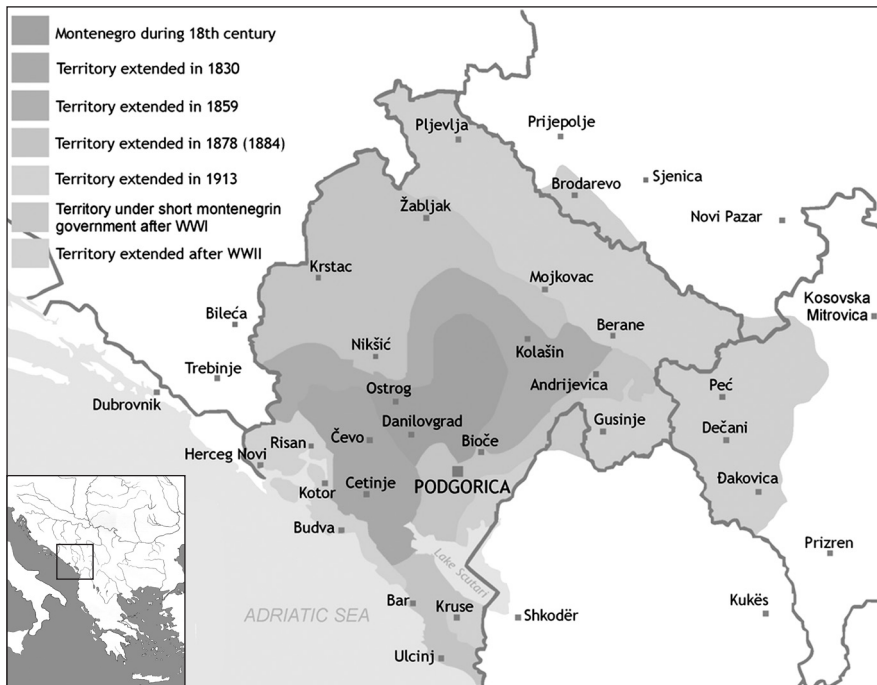 Montenegro during 18th century
Territory extended in 1830
Territory extended in 1859
Territory extended in 1878 (1884)
Territory extended in 1913
Territory under short montenegrin
government after WWI
Territory extended after WWII
Pljevlja
Prijepolje
Brodarevo
Sjenica
Žabljak
Novi Pazar
Krstac
Mojkovac
Kosovska
Mitrovica
Bileća
Berane
Nikšić
Kolašin
Trebinje
Ostrog
Andrijevica
Peć
Dubrovnik
Danilovgrad
Gusinje
Dečani
Risan
Čevo
Bioče
Herceg Novi
Kotor
Cetinje
PODGORICA
Đakovica
Budva
Lake Scutari
Prizren
ADRIATIC SEA
Bar
Kruse
Shkodër
Kukës
Ulcinj